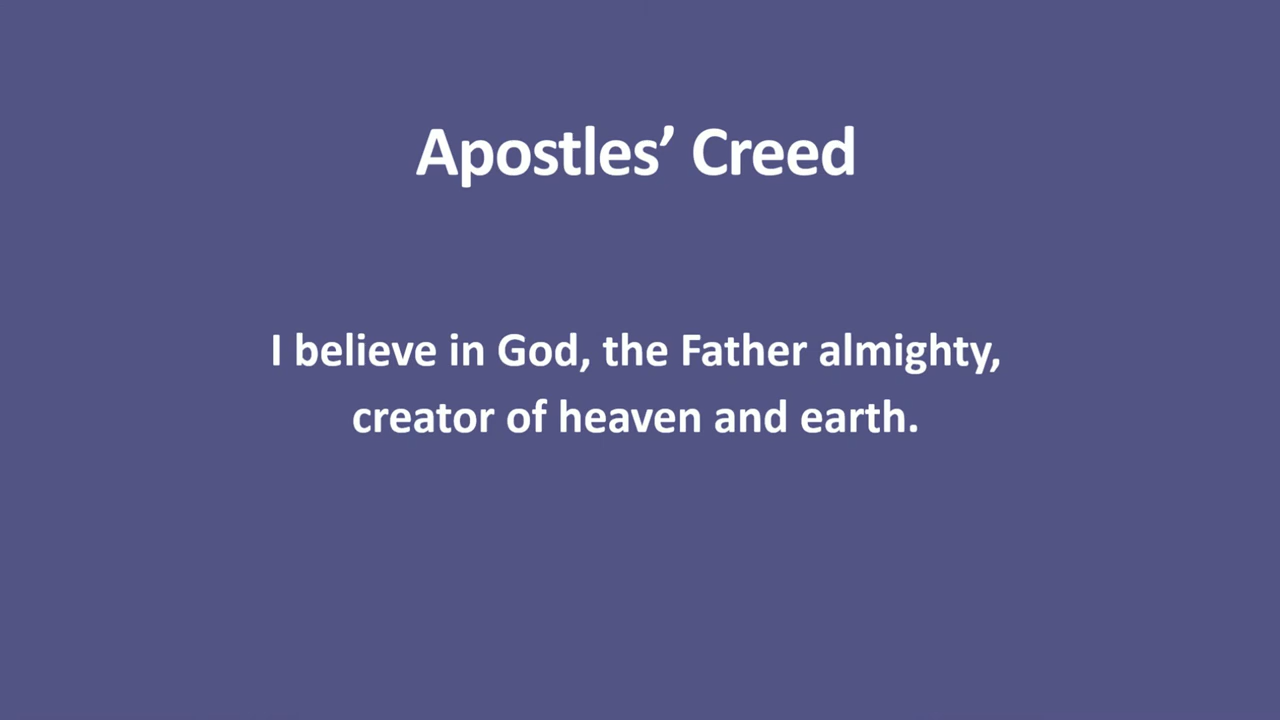 Apostles’ Creed
I believe in God, the Father almighty,
creator of heaven and earth.